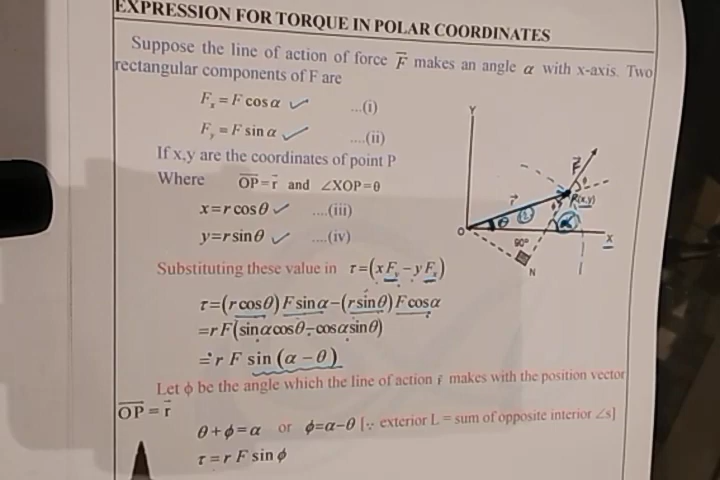 EXPRESSION FOR TORQUE IN POLAR COORDINATES
Suppose the line of action of force F⃗ makes an angle α with x-axis. Two
rectangular components of F are
Fₓ = F cos α ...(i)
Fᵧ = F sin α ....(ii)
If x,y are the coordinates of point P
Where OP = r⃗ and ∠XOP=θ
x=r cos θ ....(iii)
y=r sin θ ....(iv)
Substituting these value in τ=(xFᵧ−yFₓ)
τ=(r cosθ) F sin α−(r sin θ) F cos α
=rF(sin α cos θ−cos α sin θ)
=r F sin (α −θ)
Let ϕ be the angle which the line of action r⃗ makes with the position vector
OP = r⃗
θ+ϕ=α or ϕ=α−θ [∵ exterior L = sum of opposite interior ∠s]
τ = r F sin ϕ
Y
F⃗
r⃗
P(x,y)
θ
α
O
X
90°
N